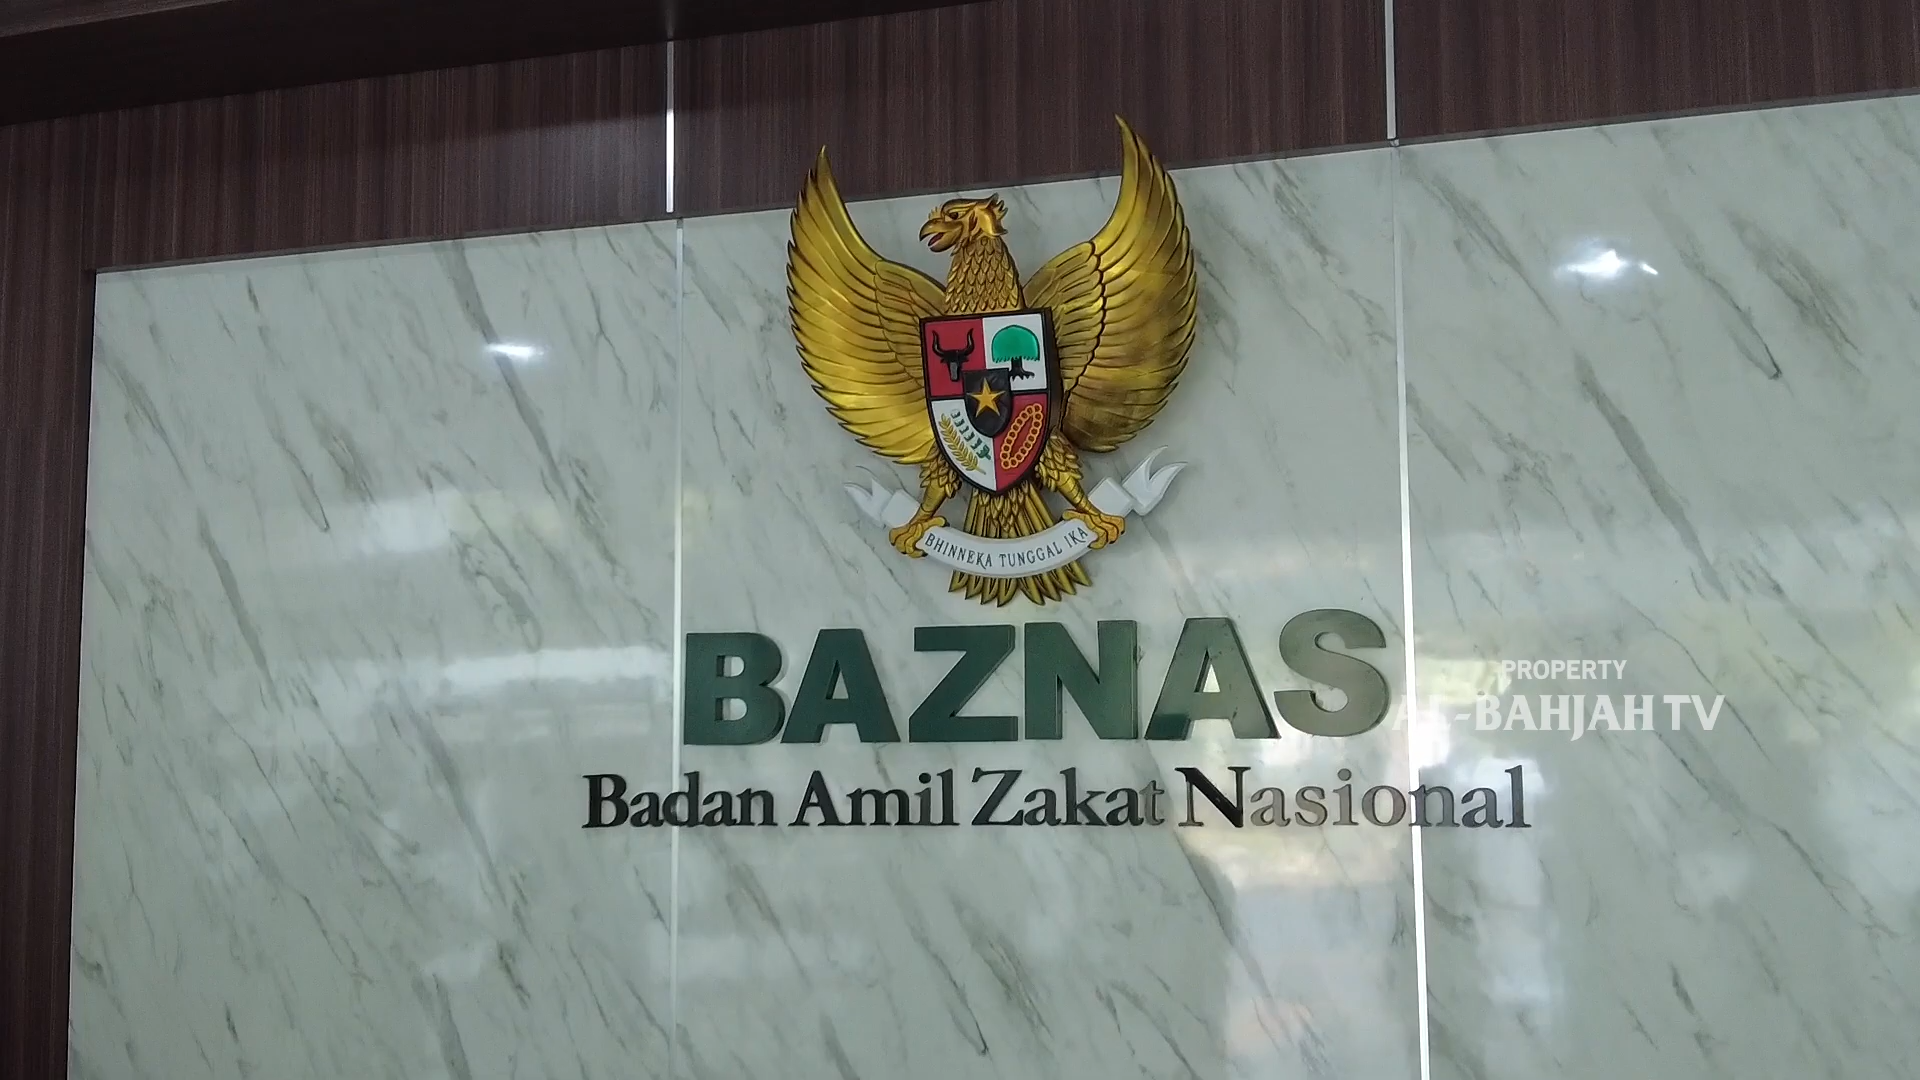 BHINNEKA TUNGGAL IKA
BAZNAS
Badan Amil Zakat Nasional
PROPERTY
AL-BAHJAH TV